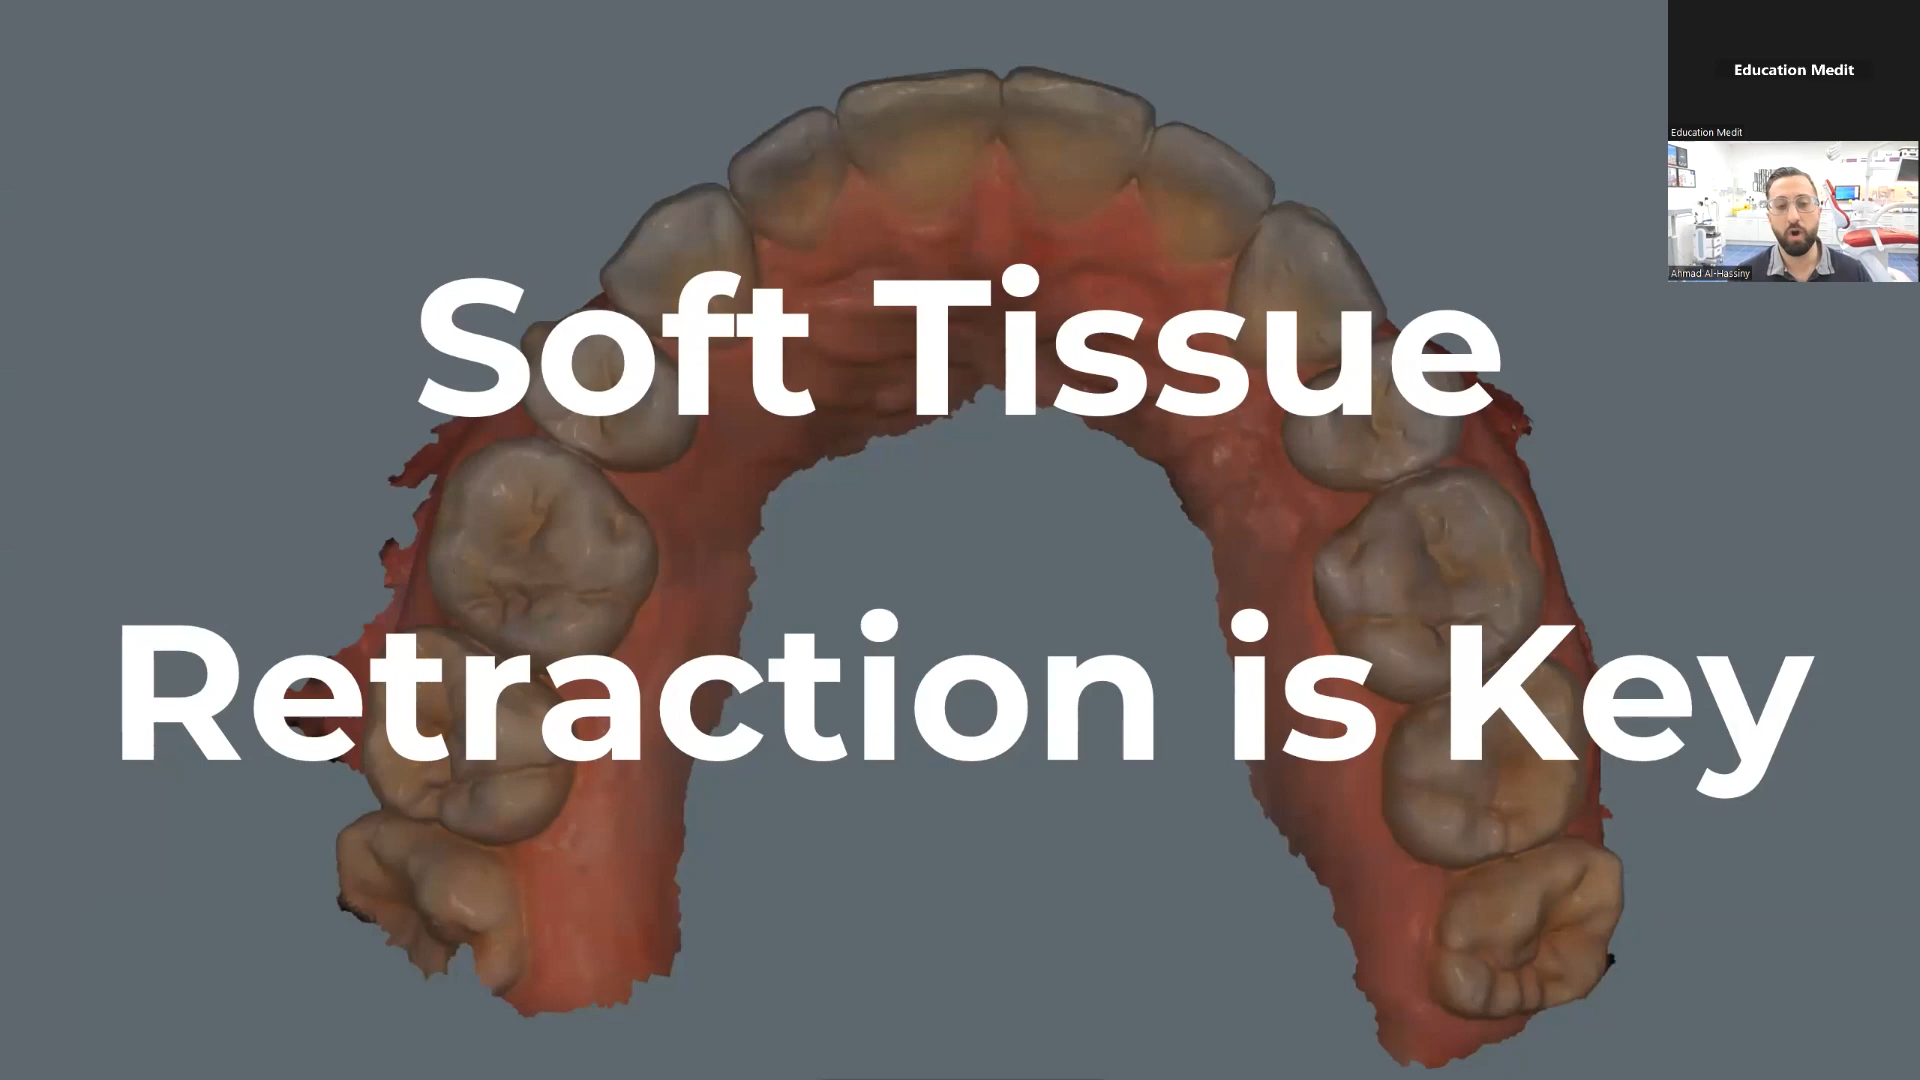 Education Medit
Education Medit
Ahmad Al-Hassiny
Soft Tissue
Retraction is Key